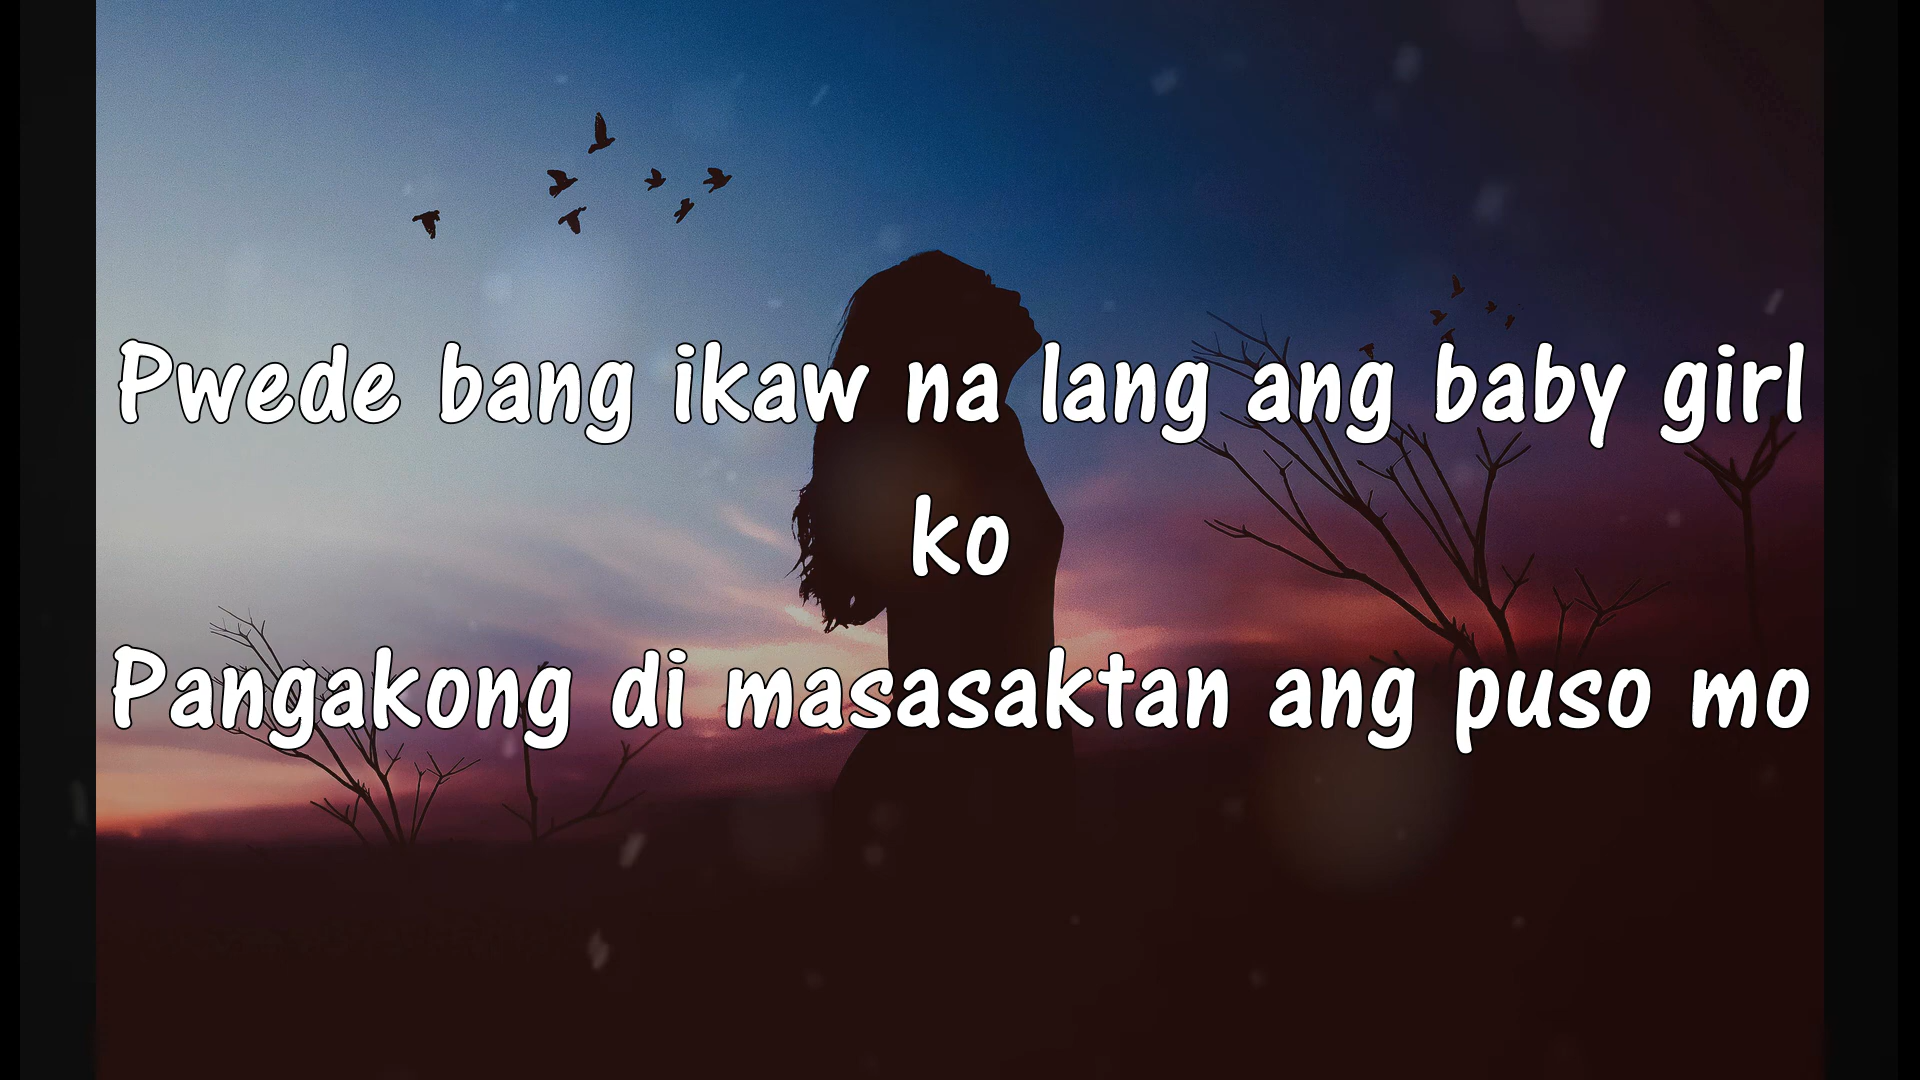 Pwede bang ikaw na lang ang baby girl
ko
Pangakong di masasaktan ang puso mo